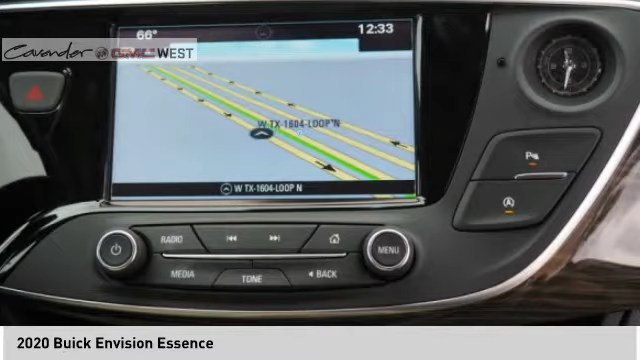 66° 12:33
Cavender GMC WEST
W TX-1604-LOOP N
W TX-1604-LOOP N
RADIO MENU
MEDIA TONE BACK
2020 Buick Envision Essence